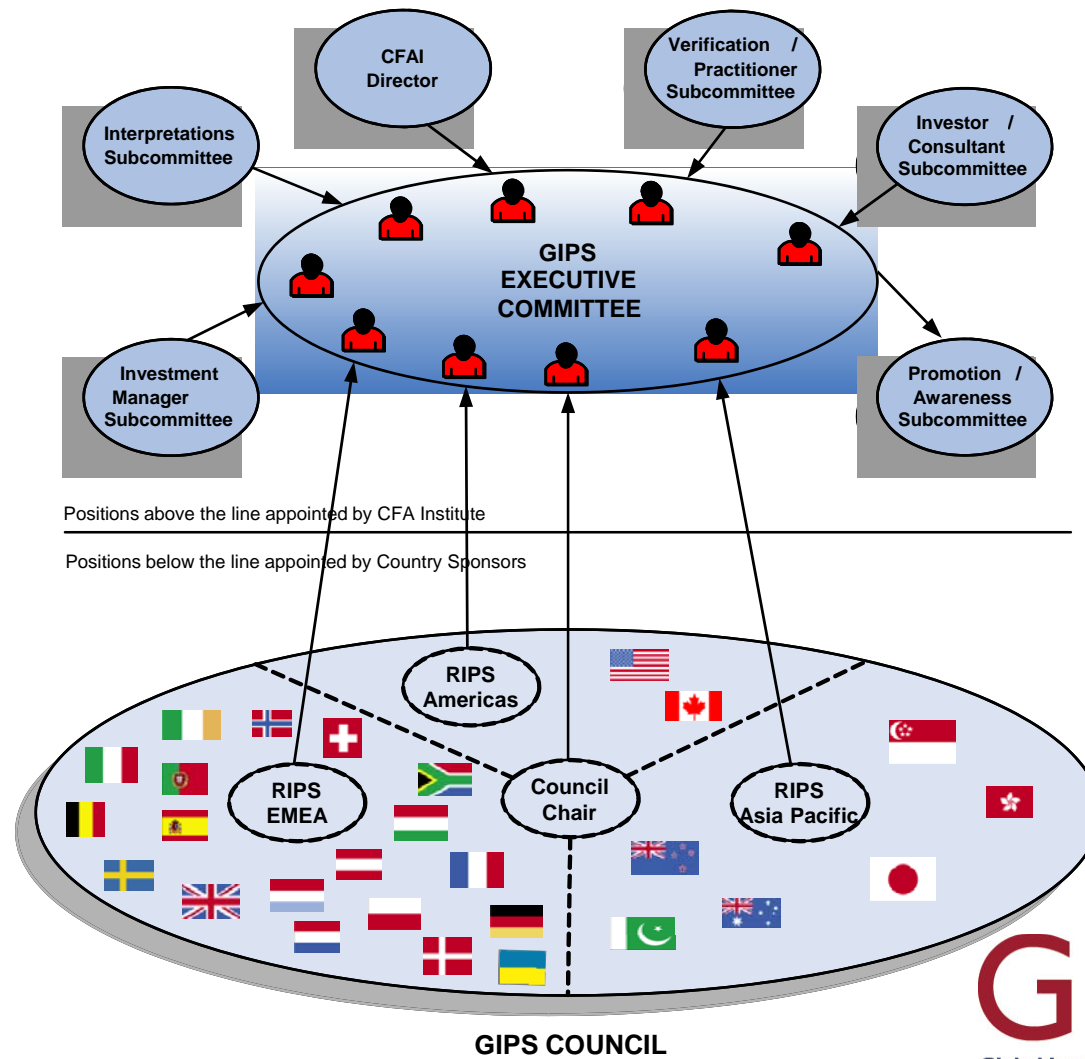 CFAI
Director
Verification /
Practitioner
Subcommittee
Interpretations
Subcommittee
Investor /
Consultant
Subcommittee
GIPS
EXECUTIVE
COMMITTEE
Investment
Manager
Subcommittee
Promotion /
Awareness
Subcommittee
Positions above the line appointed by CFA Institute
Positions below the line appointed by Country Sponsors
RIPS
Americas
RIPS
EMEA
Council
Chair
RIPS
Asia Pacific
G
GIPS COUNCIL